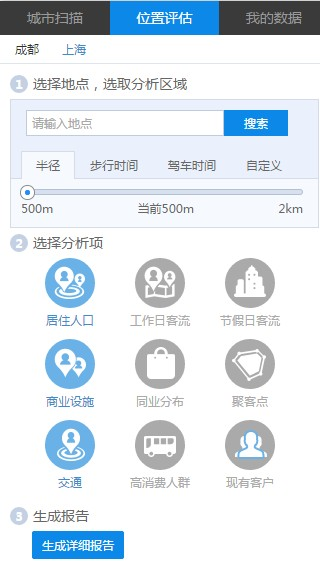 城市扫描 位置评估 我的数据
成都 上海
1 选择地点，选取分析区域
请输入地点 搜索
半径 步行时间 驾车时间 自定义
500m 当前500m 2km
2 选择分析项
居住人口 工作日客流 节假日客流
商业设施 同业分布 聚客点
交通 高消费人群 现有客户
3 生成报告
生成详细报告